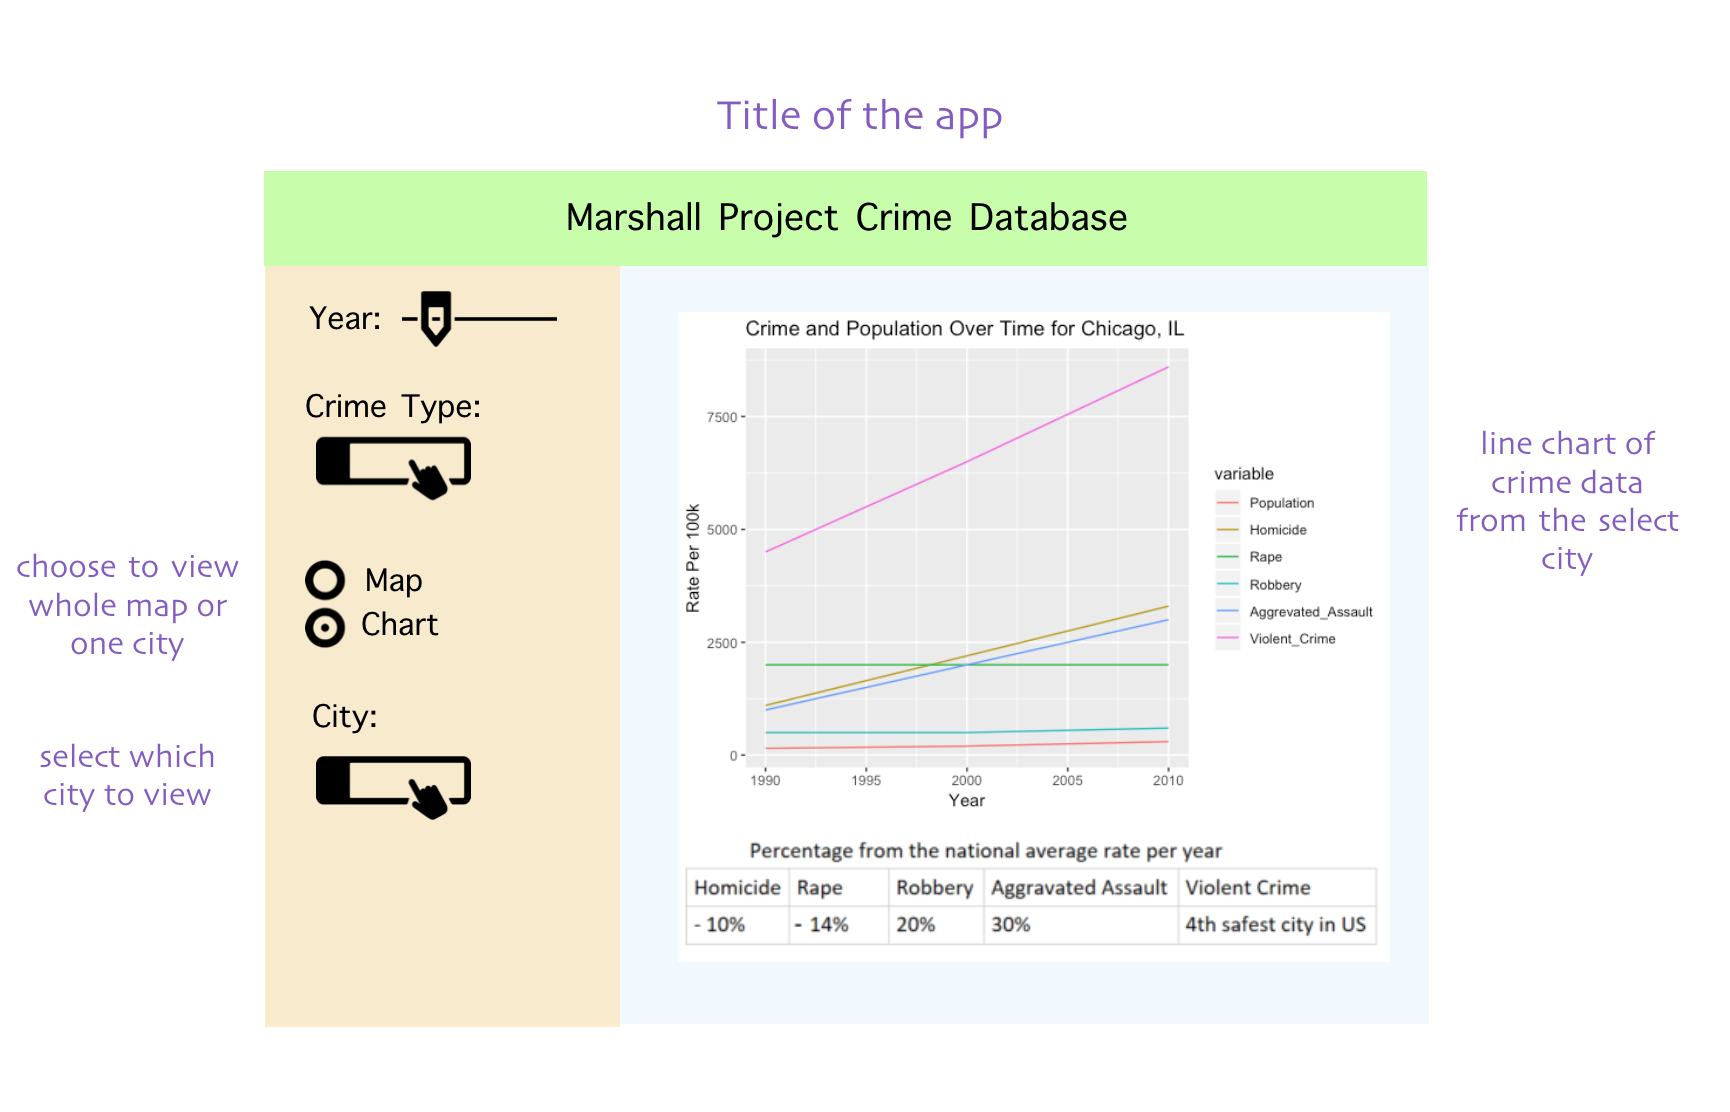 Title of the app
Marshall Project Crime Database
Year:
Crime Type:
choose to view
whole map or
one city
Map
Chart
City:
select which
city to view
Crime and Population Over Time for Chicago, IL
Rate Per 100k
7500
5000
2500
0
1990 1995 2000 2005 2010
Year
variable
Population
Homicide
Rape
Robbery
Aggrevated_Assault
Violent_Crime
Percentage from the national average rate per year
Homicide Rape Robbery Aggravated Assault Violent Crime
- 10% - 14% 20% 30% 4th safest city in US
line chart of
crime data
from the select
city